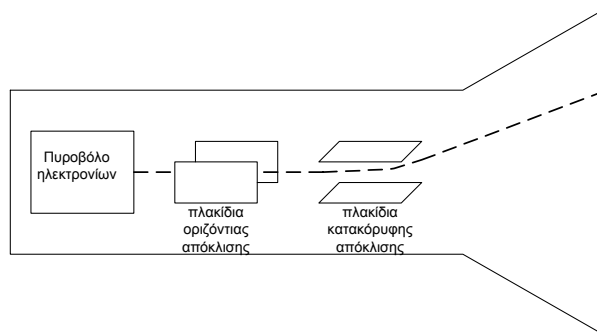 Πυροβόλο
ηλεκτρονίων
πλακίδια
οριζόντιας
απόκλισης
πλακίδια
κατακόρυφης
απόκλισης